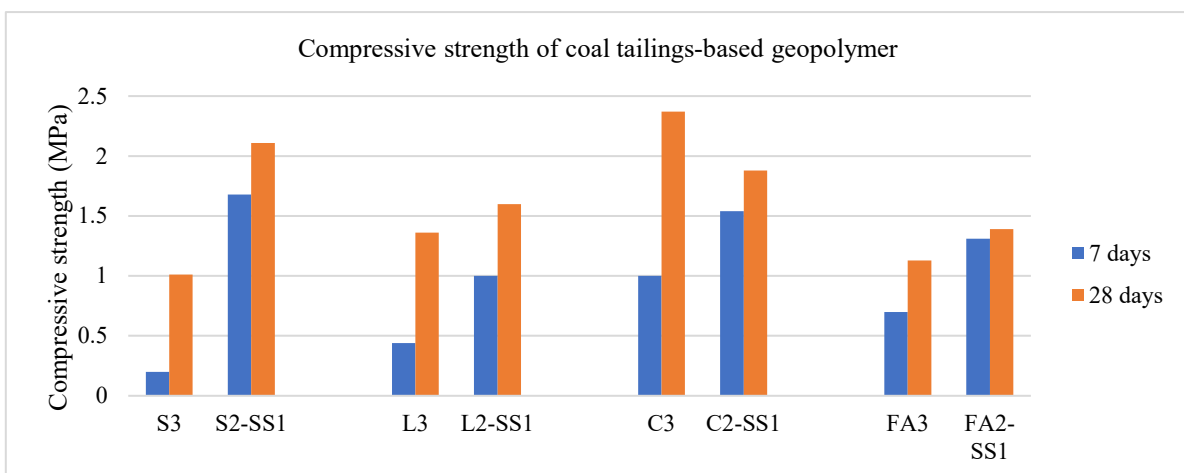 Compressive strength of coal tailings-based geopolymer
Compressive strength (MPa)
2.5
2
1.5
1
0.5
0
S3
S2-SS1
L3
L2-SS1
C3
C2-SS1
FA3
FA2-
SS1
7 days
28 days